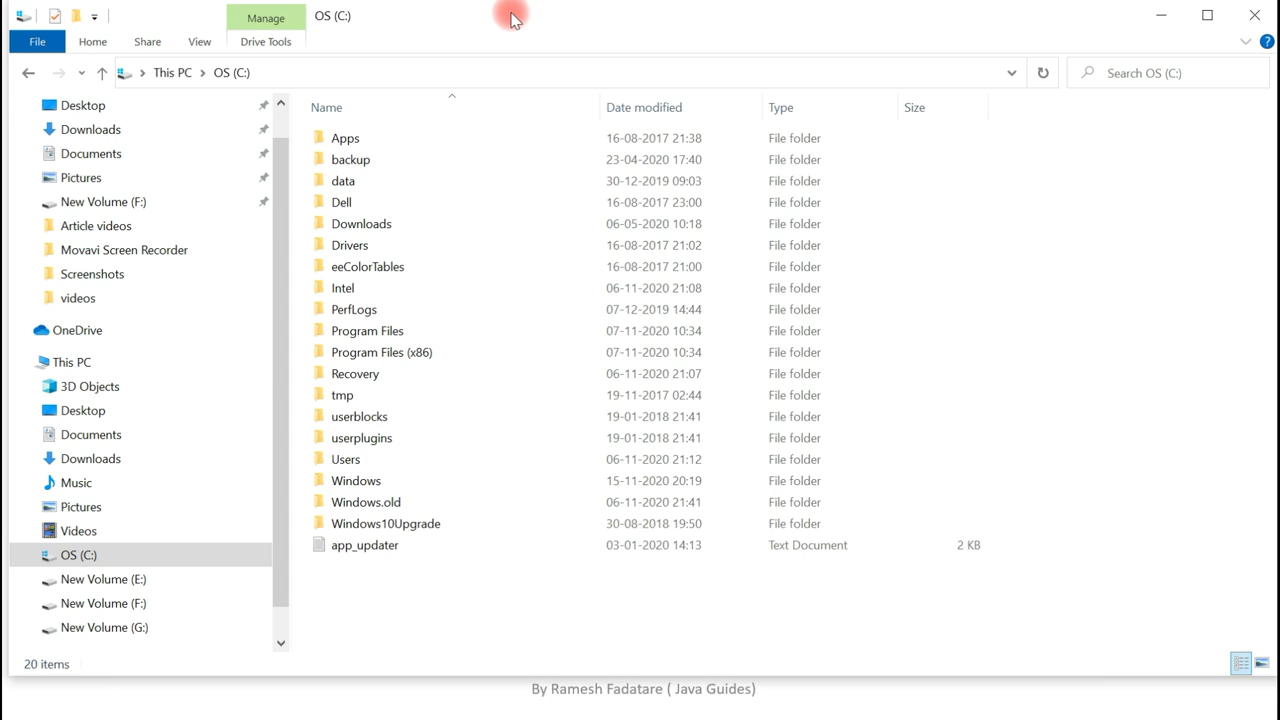 Manage OS (C:)
File Home Share View Drive Tools
This PC OS (C:) Search OS (C:)
Desktop
Downloads
Documents
Pictures
New Volume (F:)
Article videos
Movavi Screen Recorder
Screenshots
videos
OneDrive
This PC
3D Objects
Desktop
Documents
Downloads
Music
Pictures
Videos
OS (C:)
New Volume (E:)
New Volume (F:)
New Volume (G:)
Name Date modified Type Size
Apps 16-08-2017 21:38 File folder
backup 23-04-2020 17:40 File folder
data 30-12-2019 09:03 File folder
Dell 16-08-2017 23:00 File folder
Downloads 06-05-2020 10:18 File folder
Drivers 16-08-2017 21:02 File folder
eeColorTables 16-08-2017 21:00 File folder
Intel 06-11-2020 21:08 File folder
PerfLogs 07-12-2019 14:44 File folder
Program Files 07-11-2020 10:34 File folder
Program Files (x86) 07-11-2020 10:34 File folder
Recovery 06-11-2020 21:07 File folder
tmp 19-11-2017 02:44 File folder
userblocks 19-01-2018 21:41 File folder
userplugins 19-01-2018 21:41 File folder
Users 06-11-2020 21:12 File folder
Windows 15-11-2020 20:19 File folder
Windows.old 06-11-2020 21:41 File folder
Windows10Upgrade 30-08-2018 19:50 File folder
app_updater 03-01-2020 14:13 Text Document 2 KB
20 items
By Ramesh Fadatare ( Java Guides)